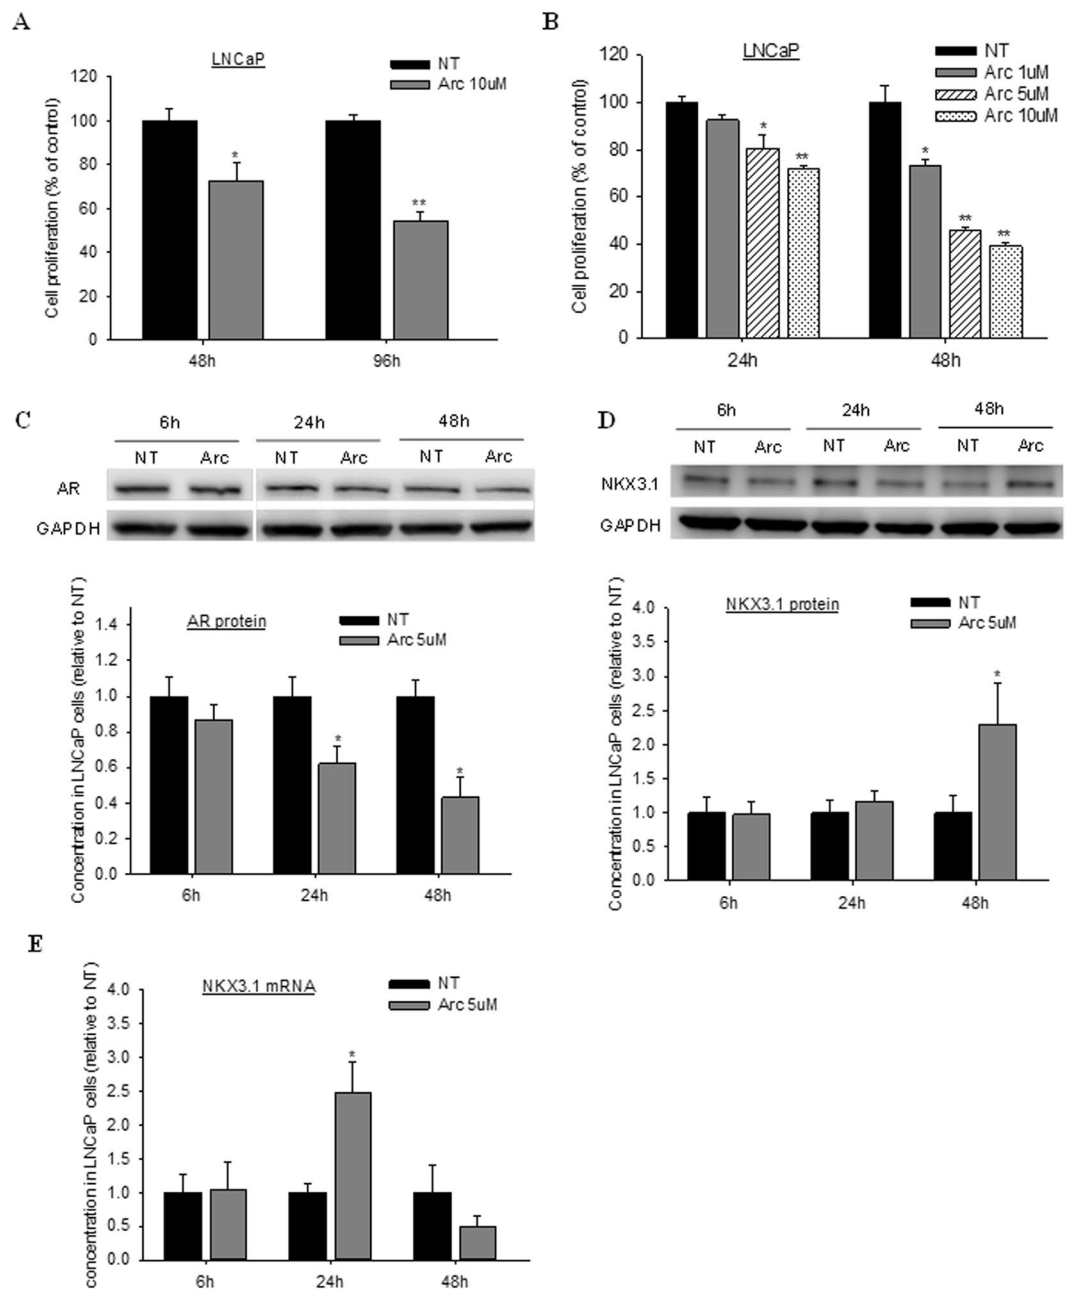 A
LNCaP
NT
Arc 10uM
Cell proliferation (% of control)
120
100
80
60
40
20
0
*
**
48h
96h
B
LNCaP
NT
Arc 1uM
Arc 5uM
Arc 10uM
Cell proliferation (% of control)
120
100
80
60
40
20
0
*
**
*
**
**
24h
48h
C
6h
24h
48h
NT
Arc
NT
Arc
NT
Arc
AR
GAPDH
AR protein
NT
Arc 5uM
Concentration in LNCaP cells (relative to NT)
1.4
1.2
1.0
0.8
0.6
0.4
0.2
0.0
*
*
6h
24h
48h
D
6h
24h
48h
NT
Arc
NT
Arc
NT
Arc
NKX3.1
GAPDH
NKX3.1 protein
NT
Arc 5uM
Concentration in LNCaP cells (relative to NT)
4.0
3.5
3.0
2.5
2.0
1.5
1.0
0.5
0.0
*
6h
24h
48h
E
NKX3.1 mRNA
NT
Arc 5uM
concentration in LNCaP cells (relative to NT)
4.0
3.5
3.0
2.5
2.0
1.5
1.0
0.5
0.0
*
6h
24h
48h